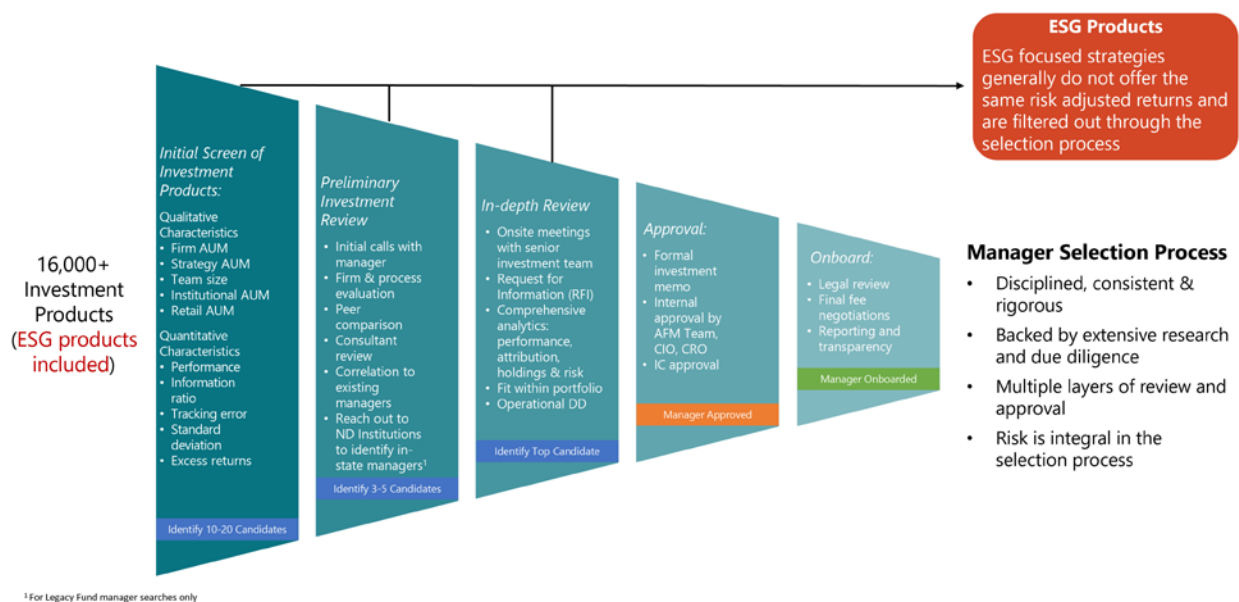 16,000+
Investment
Products
(ESG products
included)
Initial Screen of
Investment
Products:
Qualitative
Characteristics
• Firm AUM
• Strategy AUM
• Team size
• Institutional AUM
• Retail AUM
Quantitative
Characteristics
• Performance
• Information
ratio
• Tracking error
• Standard
deviation
• Excess returns
Identify 10-20 Candidates
Preliminary
Investment
Review
• Initial calls with
manager
• Firm & process
evaluation
• Peer
comparison
• Consultant
review
• Correlation to
existing
managers
• Reach out to
ND Institutions
to identify in-
state managers¹
Identify 3-5 Candidates
In-depth Review
• Onsite meetings
with senior
investment team
• Request for
Information (RFI)
• Comprehensive
analytics:
performance,
attribution,
holdings & risk
• Fit within portfolio
• Operational DD
Identify Top Candidate
Approval:
• Formal
investment
memo
• Internal
approval by
AFM Team,
CIO, CRO
• IC approval
Manager Approved
Onboard:
• Legal review
• Final fee
negotiations
• Reporting and
transparency
Manager Onboarded
ESG Products
ESG focused strategies
generally do not offer the
same risk adjusted returns and
are filtered out through the
selection process
Manager Selection Process
• Disciplined, consistent &
rigorous
• Backed by extensive research
and due diligence
• Multiple layers of review and
approval
• Risk is integral in the
selection process
¹ For Legacy Fund manager searches only